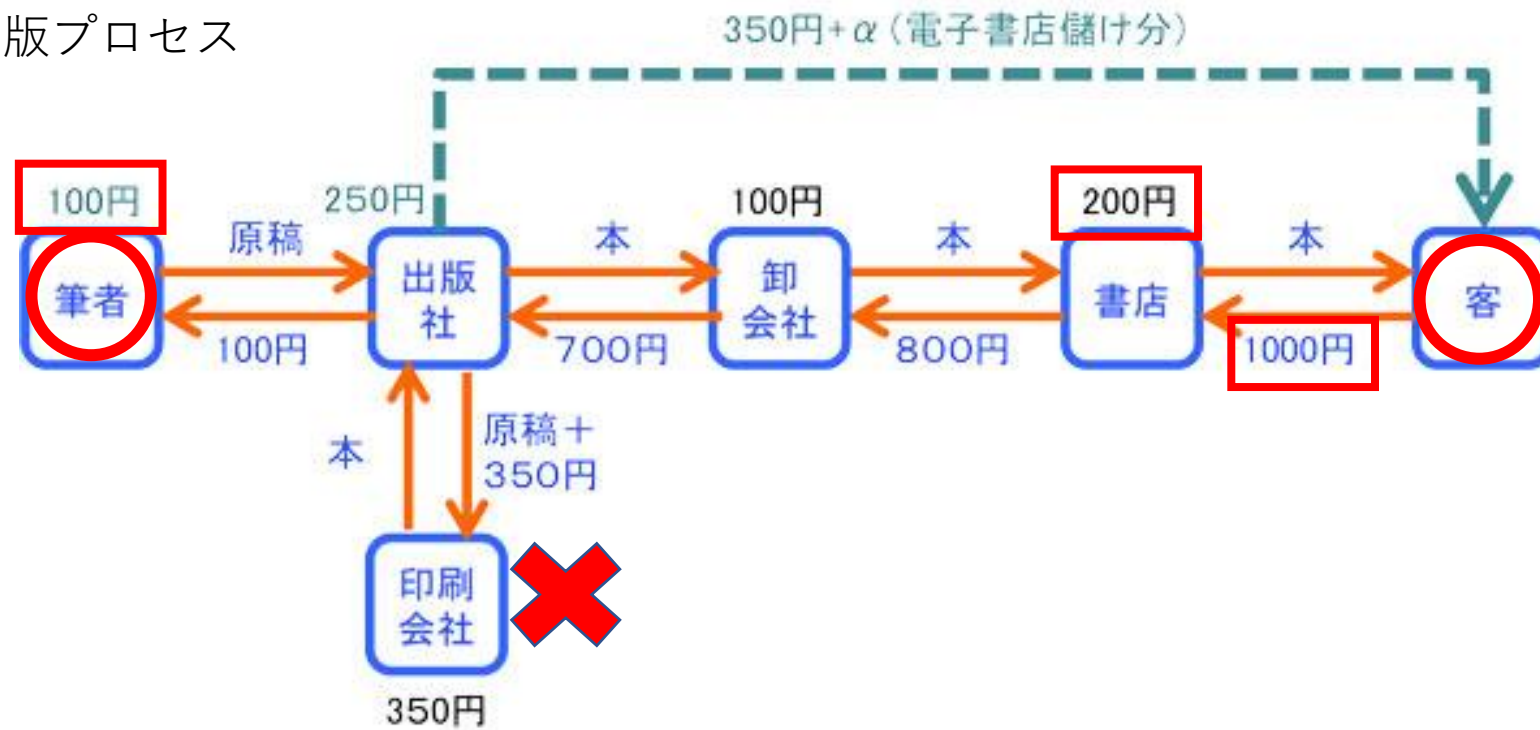 版プロセス
350円+α（電子書店儲け分）
100円
250円
100円
200円
原稿
本
本
本
筆者
出版
社
卸
会社
書店
客
100円
700円
800円
1000円
本
原稿＋
350円
印刷
会社
350円